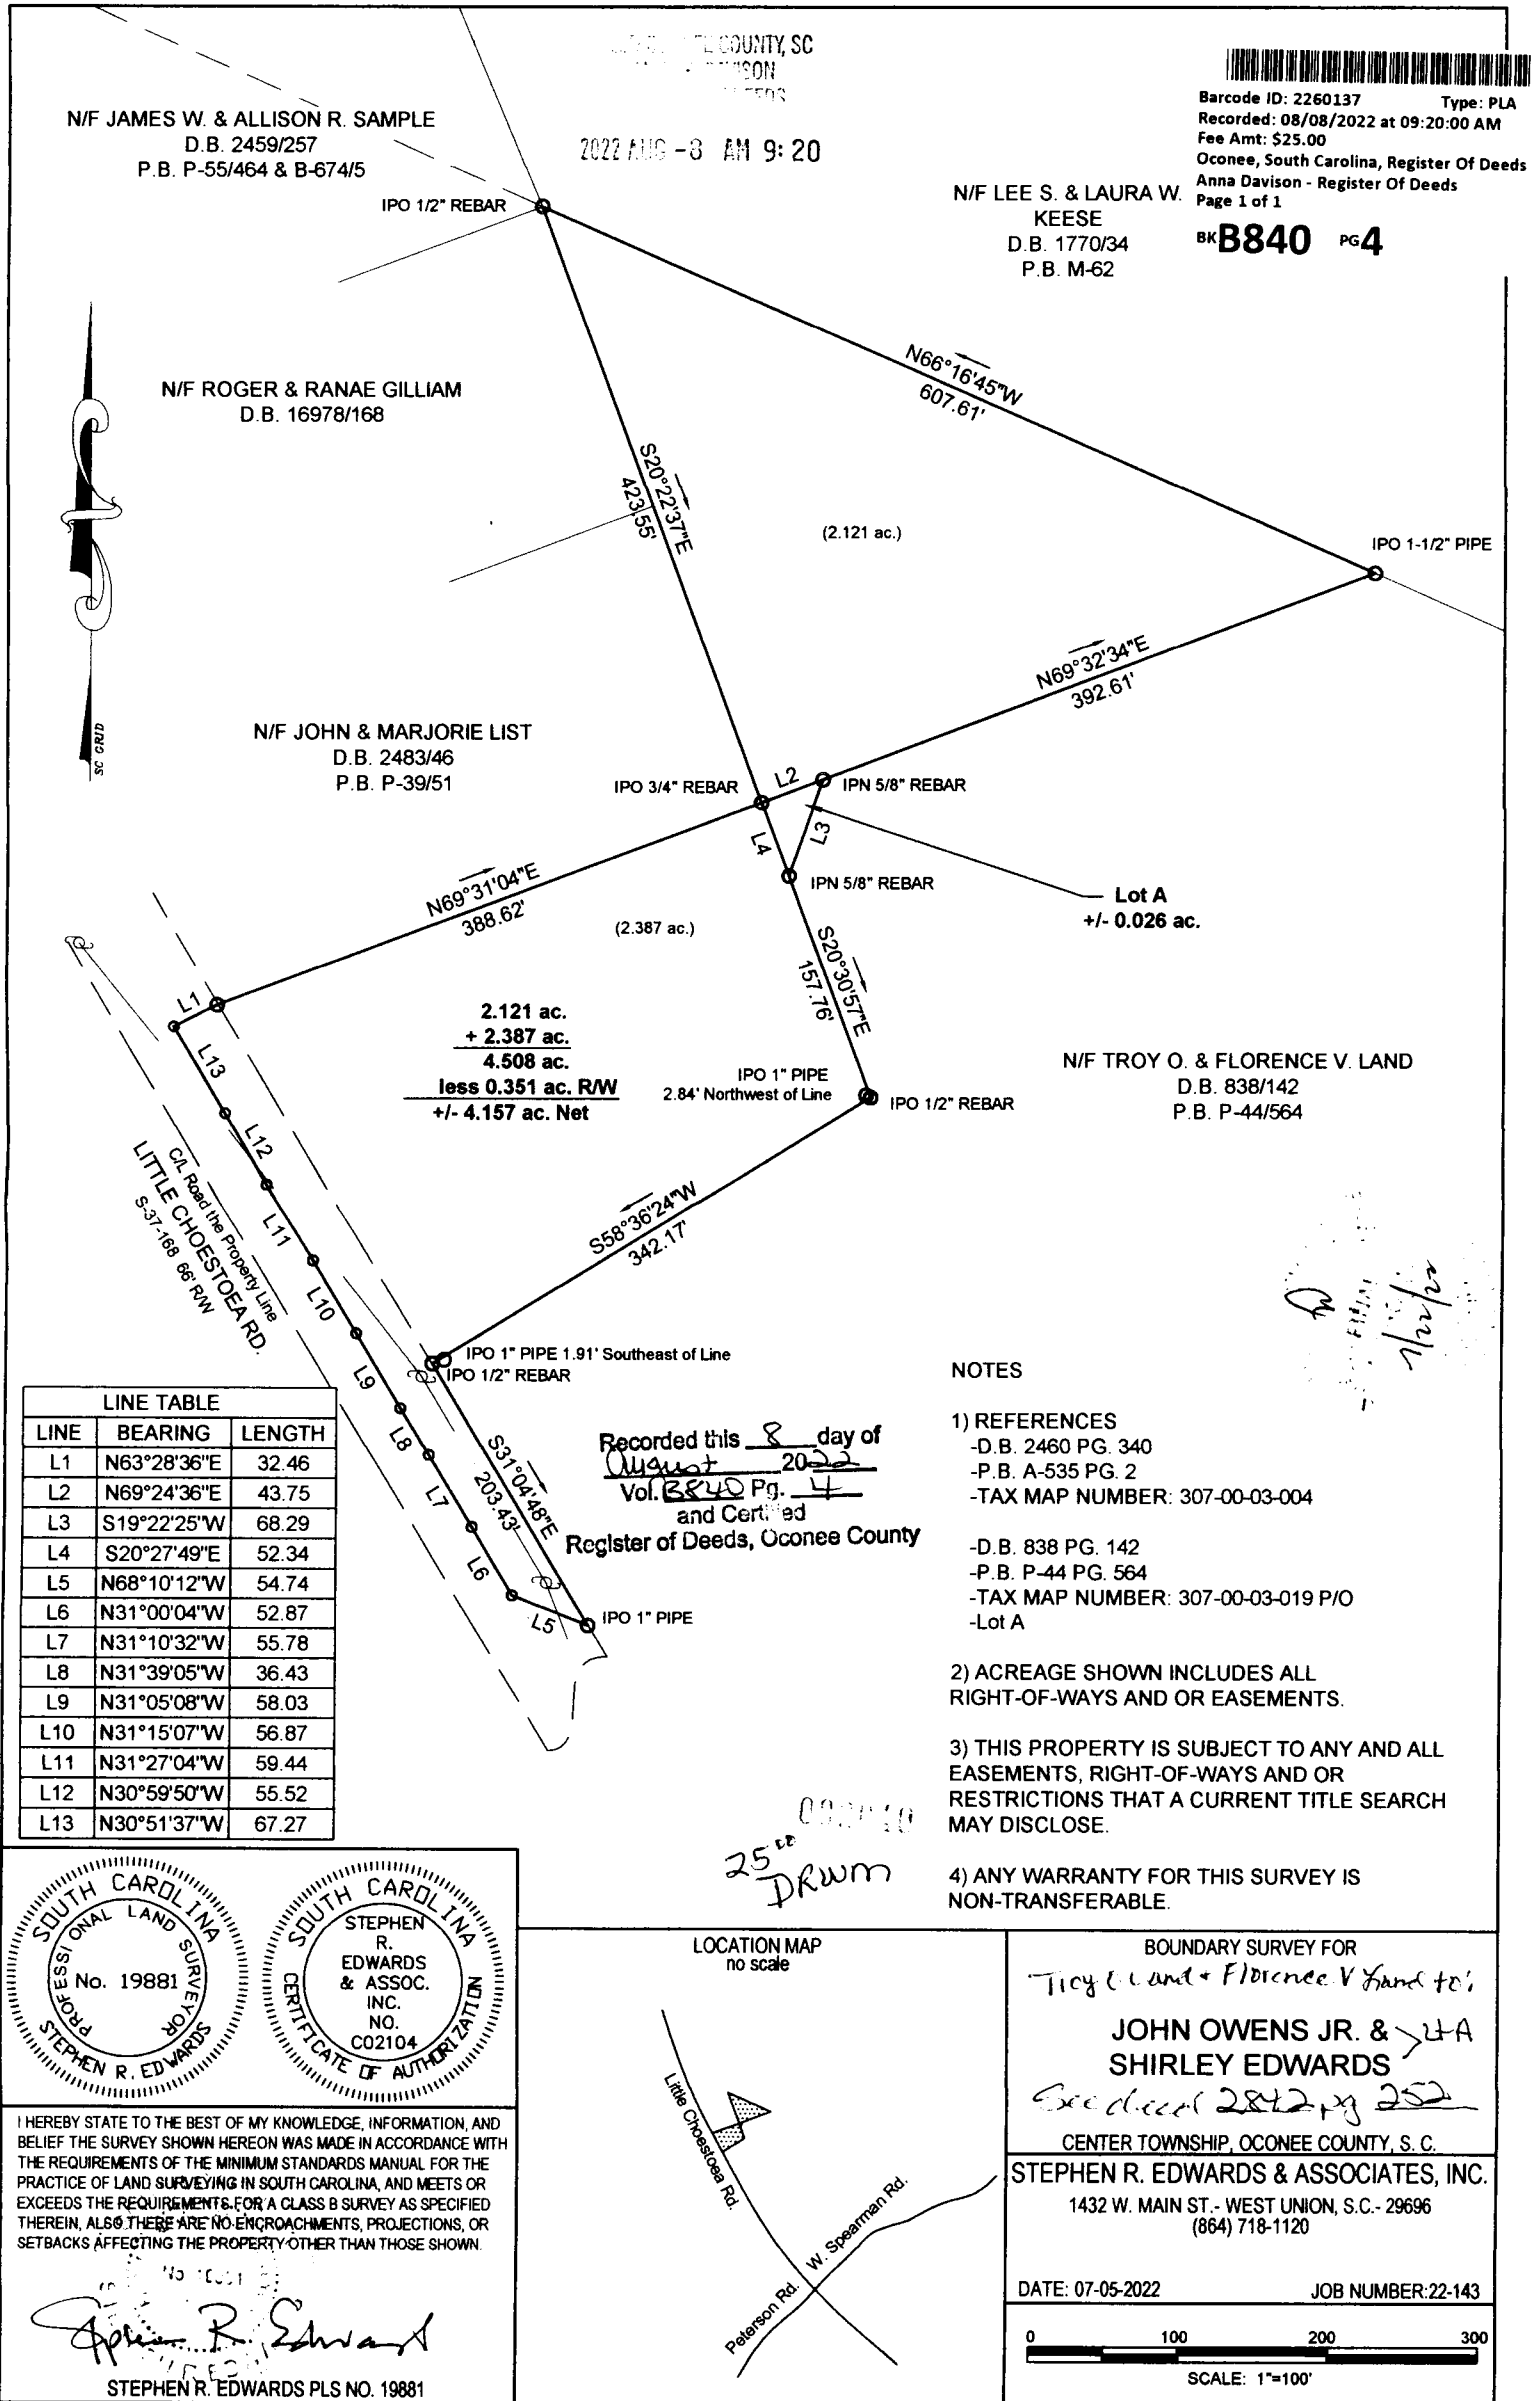 COUNTY, SC
2022 AUG -8 AM 9:20
Barcode ID: 2260137 Type: PLA
Recorded: 08/08/2022 at 09:20:00 AM
Fee Amt: $25.00
Oconee, South Carolina, Register Of Deeds
Anna Davison - Register Of Deeds
Page 1 of 1
BK B840 PG 4
N/F JAMES W. & ALLISON R. SAMPLE
D.B. 2459/257
P.B. P-55/464 & B-674/5
IPO 1/2" REBAR
N/F LEE S. & LAURA W.
KEESE
D.B. 1770/34
P.B. M-62
N66°16'45"W
607.61'
N/F ROGER & RANAE GILLIAM
D.B. 16978/168
S20°22'37"E
423.55'
(2.121 ac.)
IPO 1-1/2" PIPE
N69°32'34"E
392.61'
SC GRID
N/F JOHN & MARJORIE LIST
D.B. 2483/46
P.B. P-39/51
IPO 3/4" REBAR
L2
IPN 5/8" REBAR
L3
L4
IPN 5/8" REBAR
Lot A
+/- 0.026 ac.
N69°31'04"E
388.62'
(2.387 ac.)
S20°30'57"E
157.76'
L1
2.121 ac.
+ 2.387 ac.
4.508 ac.
less 0.351 ac. R/W
+/- 4.157 ac. Net
IPO 1" PIPE
2.84' Northwest of Line
IPO 1/2" REBAR
N/F TROY O. & FLORENCE V. LAND
D.B. 838/142
P.B. P-44/564
L13
L12
L11
L10
L9
L8
L7
L6
L5
C/L Road the Property Line
LITTLE CHOESTOEA RD.
S-37-168 66' R/W
S58°36'24"W
342.17'
IPO 1" PIPE 1.91' Southeast of Line
IPO 1/2" REBAR
S31°04'48"E
203.43'
IPO 1" PIPE
7/22/22
LINE TABLE
LINE BEARING LENGTH
L1 N63°28'36"E 32.46
L2 N69°24'36"E 43.75
L3 S19°22'25"W 68.29
L4 S20°27'49"E 52.34
L5 N68°10'12"W 54.74
L6 N31°00'04"W 52.87
L7 N31°10'32"W 55.78
L8 N31°39'05"W 36.43
L9 N31°05'08"W 58.03
L10 N31°15'07"W 56.87
L11 N31°27'04"W 59.44
L12 N30°59'50"W 55.52
L13 N30°51'37"W 67.27
Recorded this 8 day of
August 2022
Vol. B840 Pg. 4
and Certified
Register of Deeds, Oconee County
NOTES
1) REFERENCES
-D.B. 2460 PG. 340
-P.B. A-535 PG. 2
-TAX MAP NUMBER: 307-00-03-004
-D.B. 838 PG. 142
-P.B. P-44 PG. 564
-TAX MAP NUMBER: 307-00-03-019 P/O
-Lot A
2) ACREAGE SHOWN INCLUDES ALL
RIGHT-OF-WAYS AND OR EASEMENTS.
3) THIS PROPERTY IS SUBJECT TO ANY AND ALL
EASEMENTS, RIGHT-OF-WAYS AND OR
RESTRICTIONS THAT A CURRENT TITLE SEARCH
MAY DISCLOSE.
4) ANY WARRANTY FOR THIS SURVEY IS
NON-TRANSFERABLE.
25 00
DRWM
SOUTH CAROLINA
PROFESSIONAL LAND SURVEYOR
No. 19881
STEPHEN R. EDWARDS
SOUTH CAROLINA
STEPHEN
R.
EDWARDS
& ASSOC.
INC.
NO.
C02104
CERTIFICATE OF AUTHORIZATION
I HEREBY STATE TO THE BEST OF MY KNOWLEDGE, INFORMATION, AND
BELIEF THE SURVEY SHOWN HEREON WAS MADE IN ACCORDANCE WITH
THE REQUIREMENTS OF THE MINIMUM STANDARDS MANUAL FOR THE
PRACTICE OF LAND SURVEYING IN SOUTH CAROLINA, AND MEETS OR
EXCEEDS THE REQUIREMENTS FOR A CLASS B SURVEY AS SPECIFIED
THEREIN, ALSO THERE ARE NO ENCROACHMENTS, PROJECTIONS, OR
SETBACKS AFFECTING THE PROPERTY OTHER THAN THOSE SHOWN.
Stephen R. Edwards
STEPHEN R. EDWARDS PLS NO. 19881
LOCATION MAP
no scale
Little Choestoea Rd.
W. Spearman Rd.
Peterson Rd.
BOUNDARY SURVEY FOR
Land + Florence V Land to:
JOHN OWENS JR. &
SHIRLEY EDWARDS
See deed 2842 pg 252
CENTER TOWNSHIP, OCONEE COUNTY, S. C.
STEPHEN R. EDWARDS & ASSOCIATES, INC.
1432 W. MAIN ST.- WEST UNION, S.C.- 29696
(864) 718-1120
DATE: 07-05-2022 JOB NUMBER:22-143
0 100 200 300
SCALE: 1"=100'